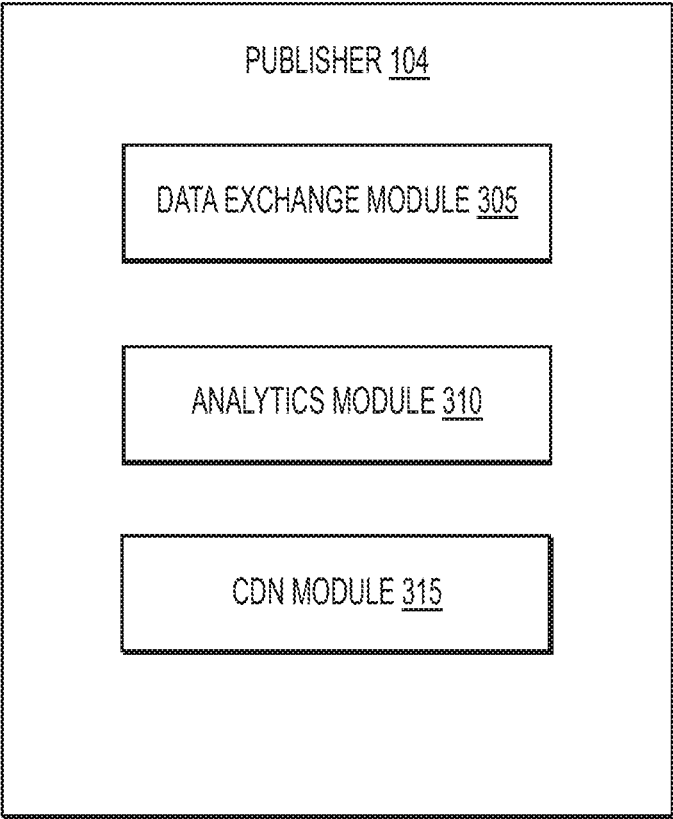 PUBLISHER 104
DATA EXCHANGE MODULE 305
ANALYTICS MODULE 310
CDN MODULE 315